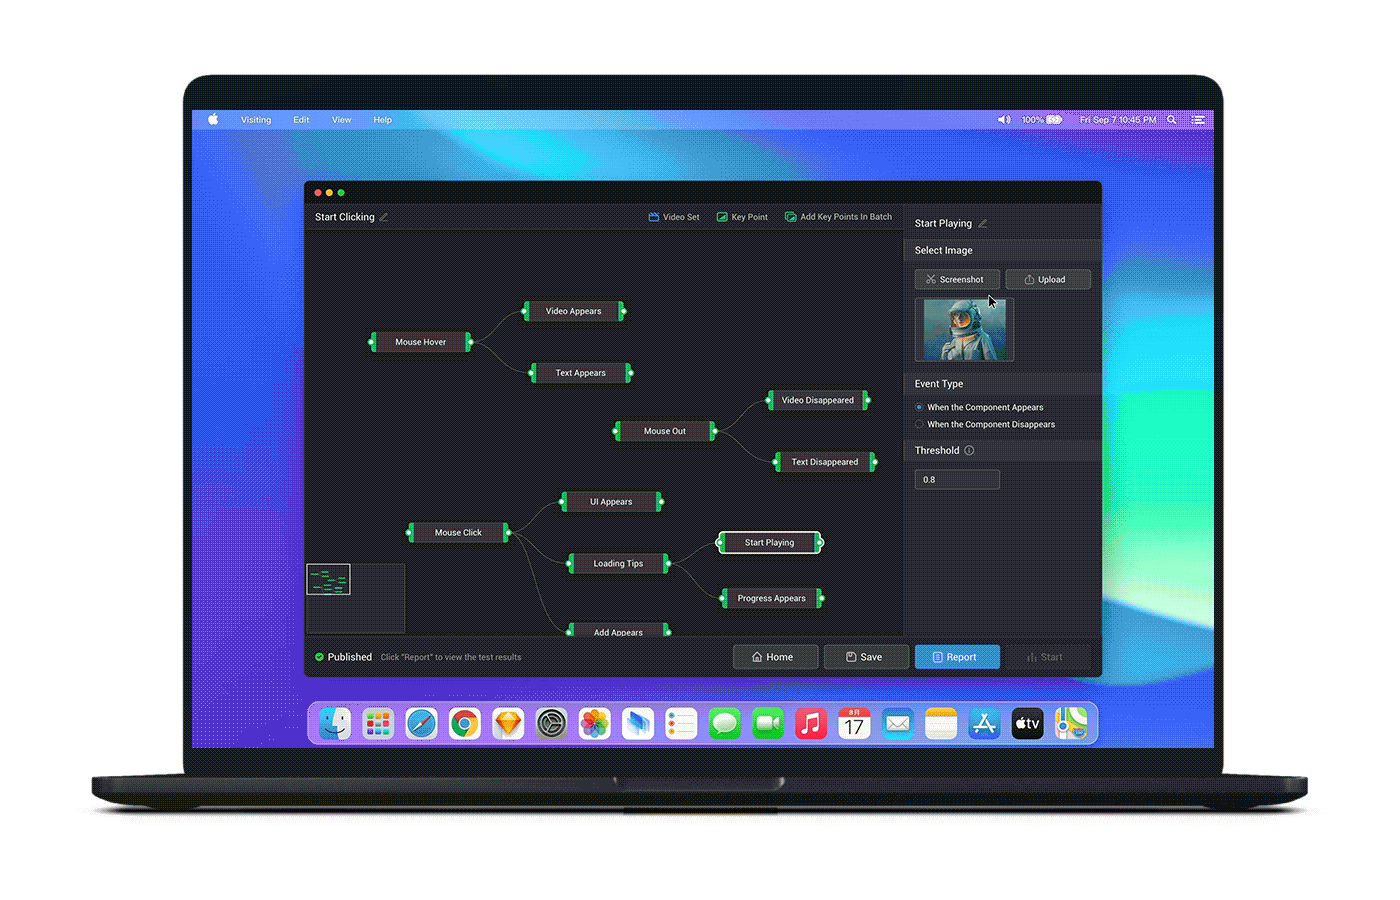 Visiting Edit View Help 100% Fri Sep 7 10:45 PM
Start Clicking Video Set Key Point Add Key Points In Batch
Start Playing
Select Image
Screenshot Upload
Video Appears
Mouse Hover
Text Appears
Event Type
Video Disappeared
When the Component Appears
When the Component Disappears
Mouse Out
Threshold
Text Disappeared
0.8
UI Appears
Mouse Click
Start Playing
Loading Tips
Progress Appears
Add Appears
Published Click "Report" to view the test results Home Save Report Start
8月
17
tv